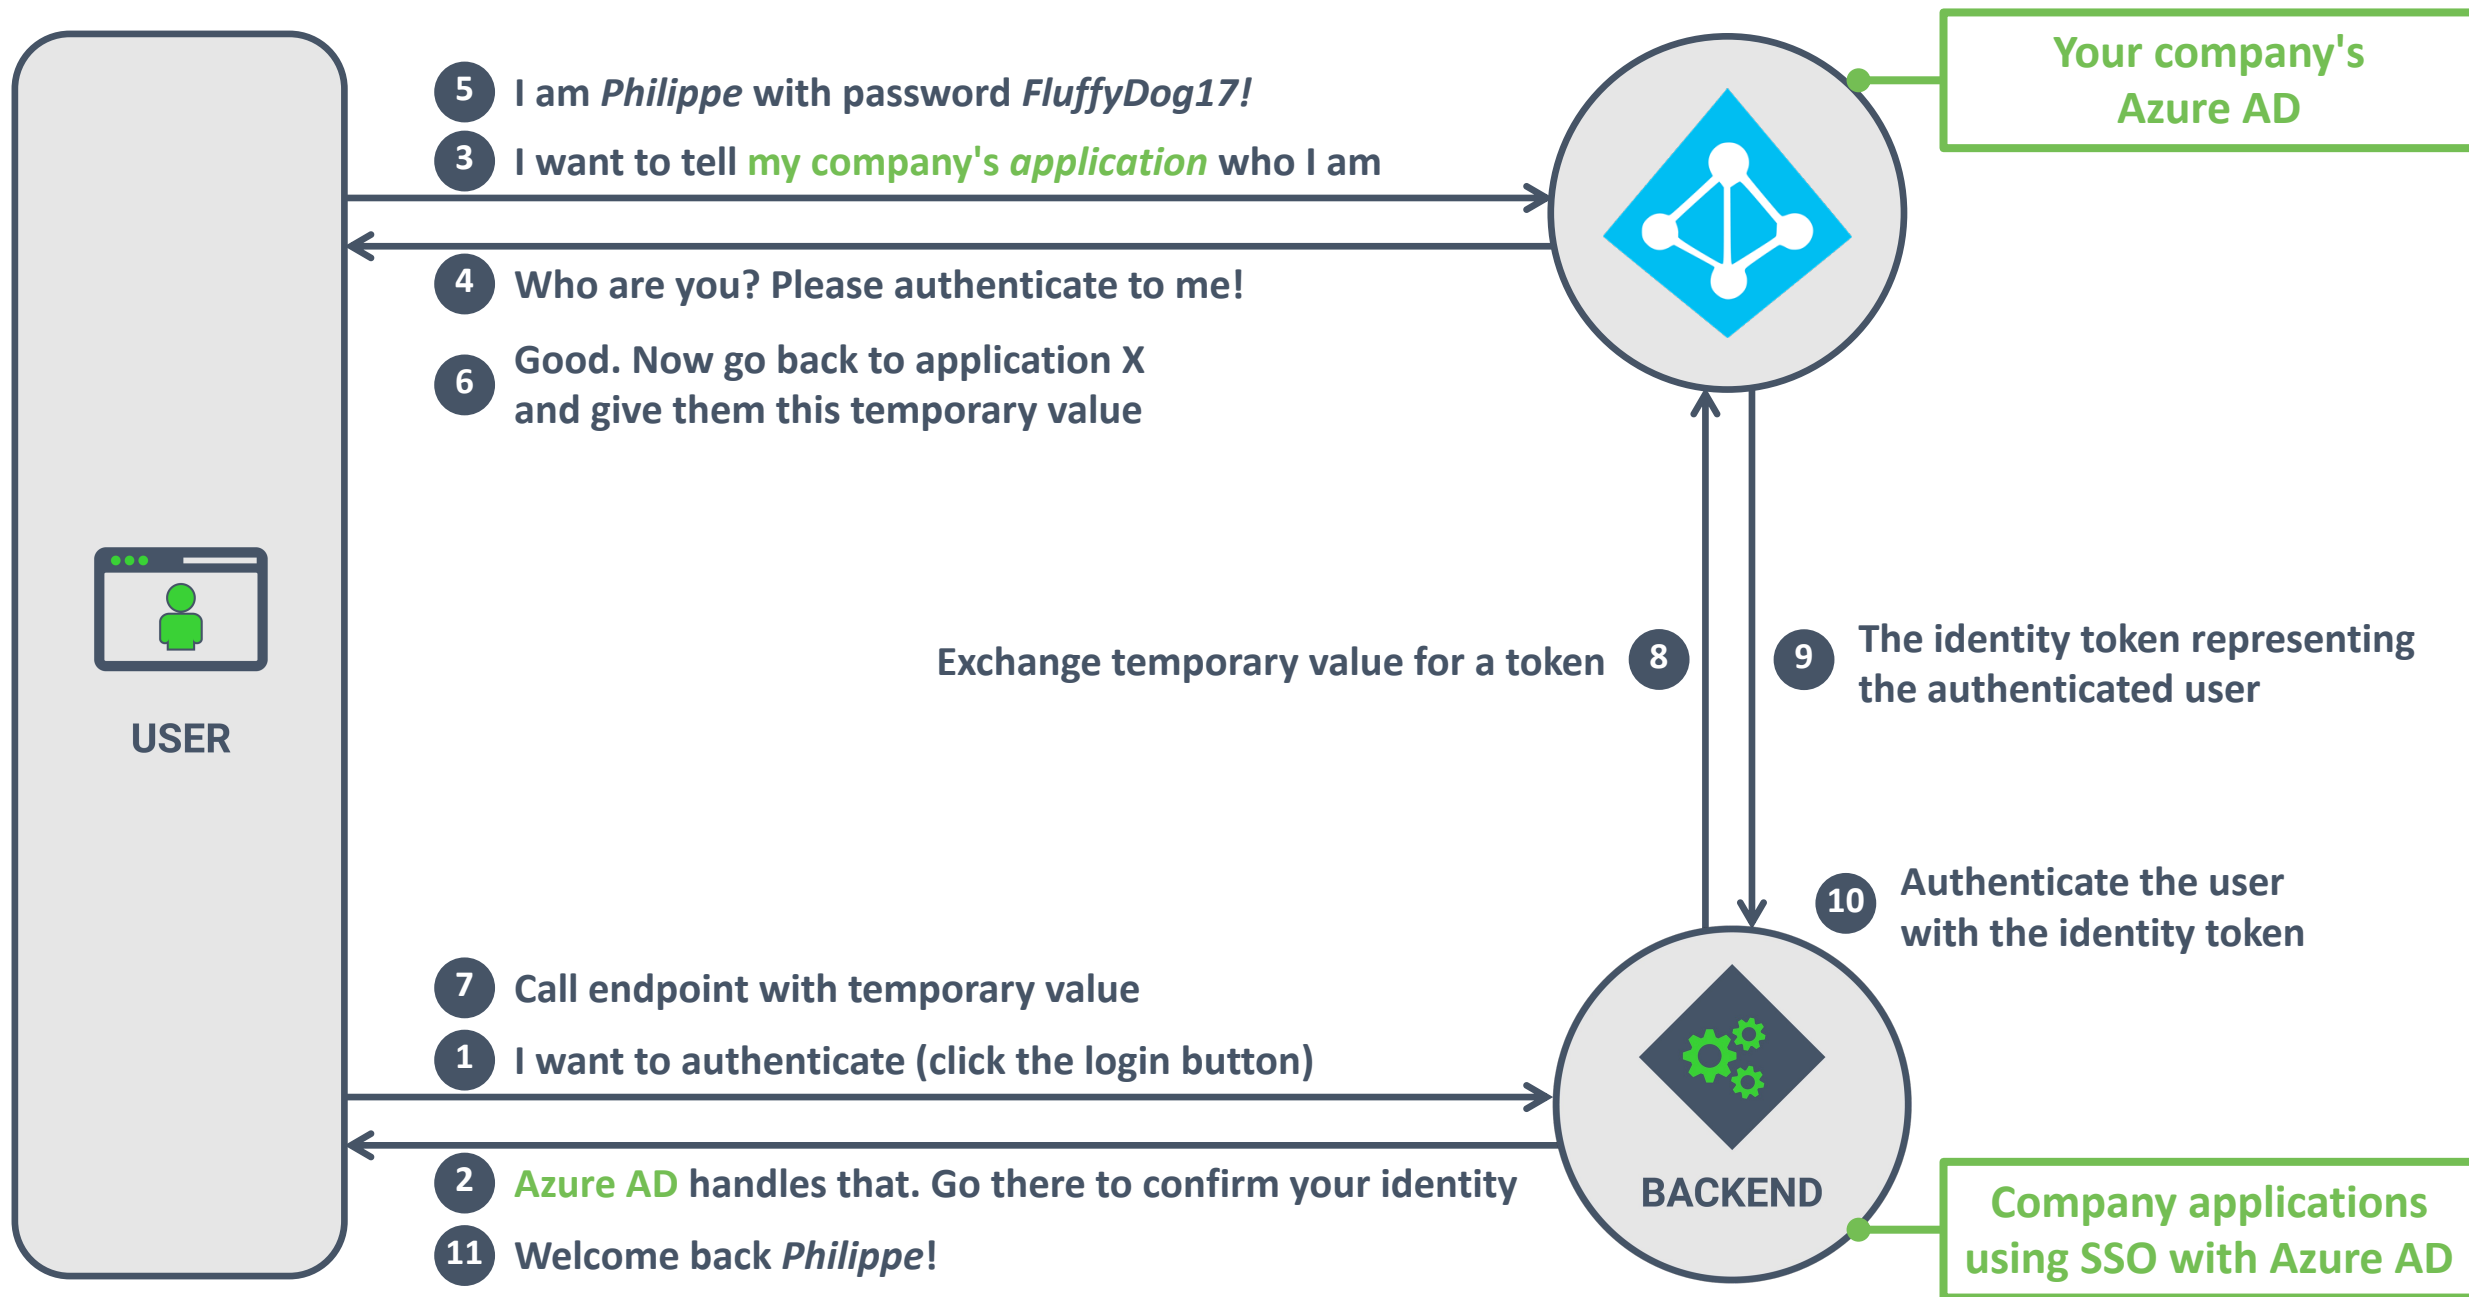 Your company's
Azure AD
5 I am Philippe with password FluffyDog17!
3 I want to tell my company's application who I am
4 Who are you? Please authenticate to me!
6 Good. Now go back to application X
and give them this temporary value
USER
Exchange temporary value for a token 8
9 The identity token representing
the authenticated user
10 Authenticate the user
with the identity token
7 Call endpoint with temporary value
1 I want to authenticate (click the login button)
2 Azure AD handles that. Go there to confirm your identity
11 Welcome back Philippe!
BACKEND
Company applications
using SSO with Azure AD